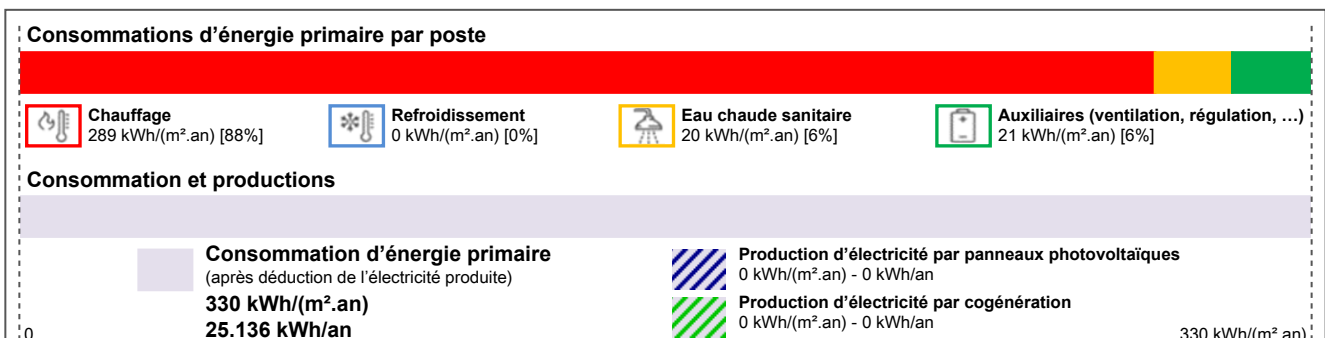 Consommations d’énergie primaire par poste
Chauffage
289 kWh/(m².an) [88%]
Refroidissement
0 kWh/(m².an) [0%]
Eau chaude sanitaire
20 kWh/(m².an) [6%]
Auxiliaires (ventilation, régulation, …)
21 kWh/(m².an) [6%]
Consommation et productions
Consommation d’énergie primaire
(après déduction de l’électricité produite)
330 kWh/(m².an)
25.136 kWh/an
Production d’électricité par panneaux photovoltaïques
0 kWh/(m².an) - 0 kWh/an
Production d’électricité par cogénération
0 kWh/(m².an) - 0 kWh/an
0
330 kWh/(m².an)